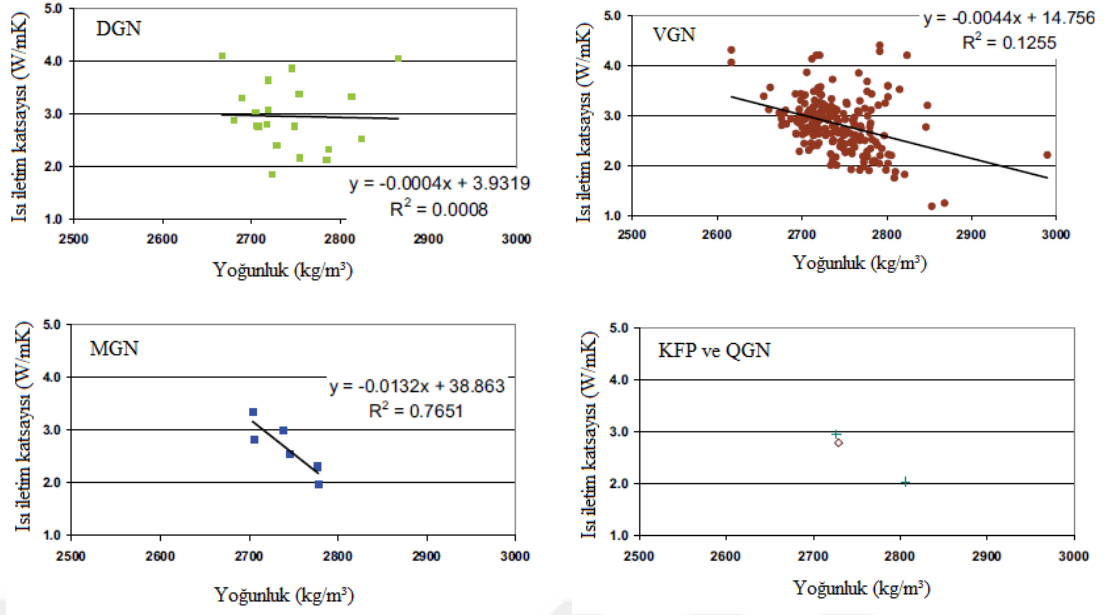 DGN
Isı iletim katsayısı (W/mK)
5.0
4.0
3.0
2.0
1.0
y = -0.0004x + 3.9319
R² = 0.0008
2500 2600 2700 2800 2900 3000
Yoğunluk (kg/m³)
VGN
Isı iletim katsayısı (W/mK)
5.0
4.0
3.0
2.0
1.0
y = -0.0044x + 14.756
R² = 0.1255
2500 2600 2700 2800 2900 3000
Yoğunluk (kg/m³)
MGN
Isı iletim katsayısı (W/mK)
5.0
4.0
3.0
2.0
1.0
y = -0.0132x + 38.863
R² = 0.7651
2500 2600 2700 2800 2900 3000
Yoğunluk (kg/m³)
KFP ve QGN
Isı iletim katsayısı (W/mK)
5.0
4.0
3.0
2.0
1.0
2500 2600 2700 2800 2900 3000
Yoğunluk (kg/m³)